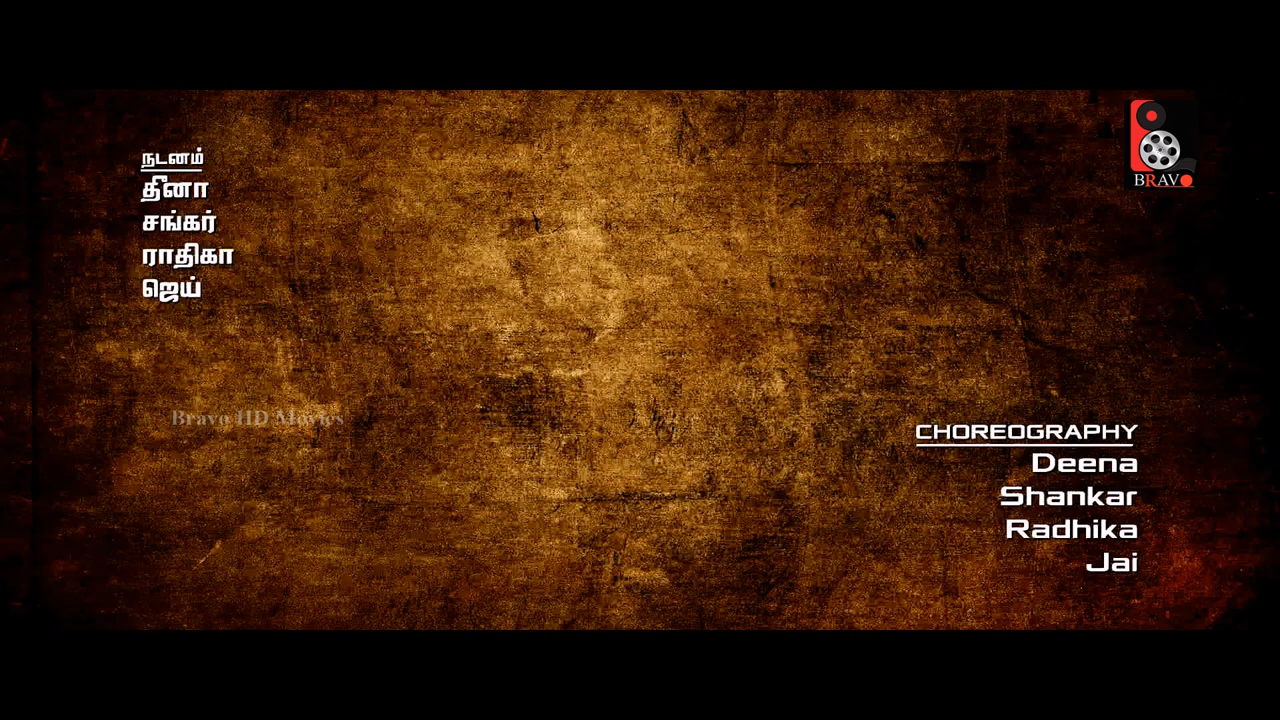 BRAVO
நடனம்
தீனா
சங்கர்
ராதிகா
ஜெய்
Bravo HD Movies
CHOREOGRAPHY
Deena
Shankar
Radhika
Jai